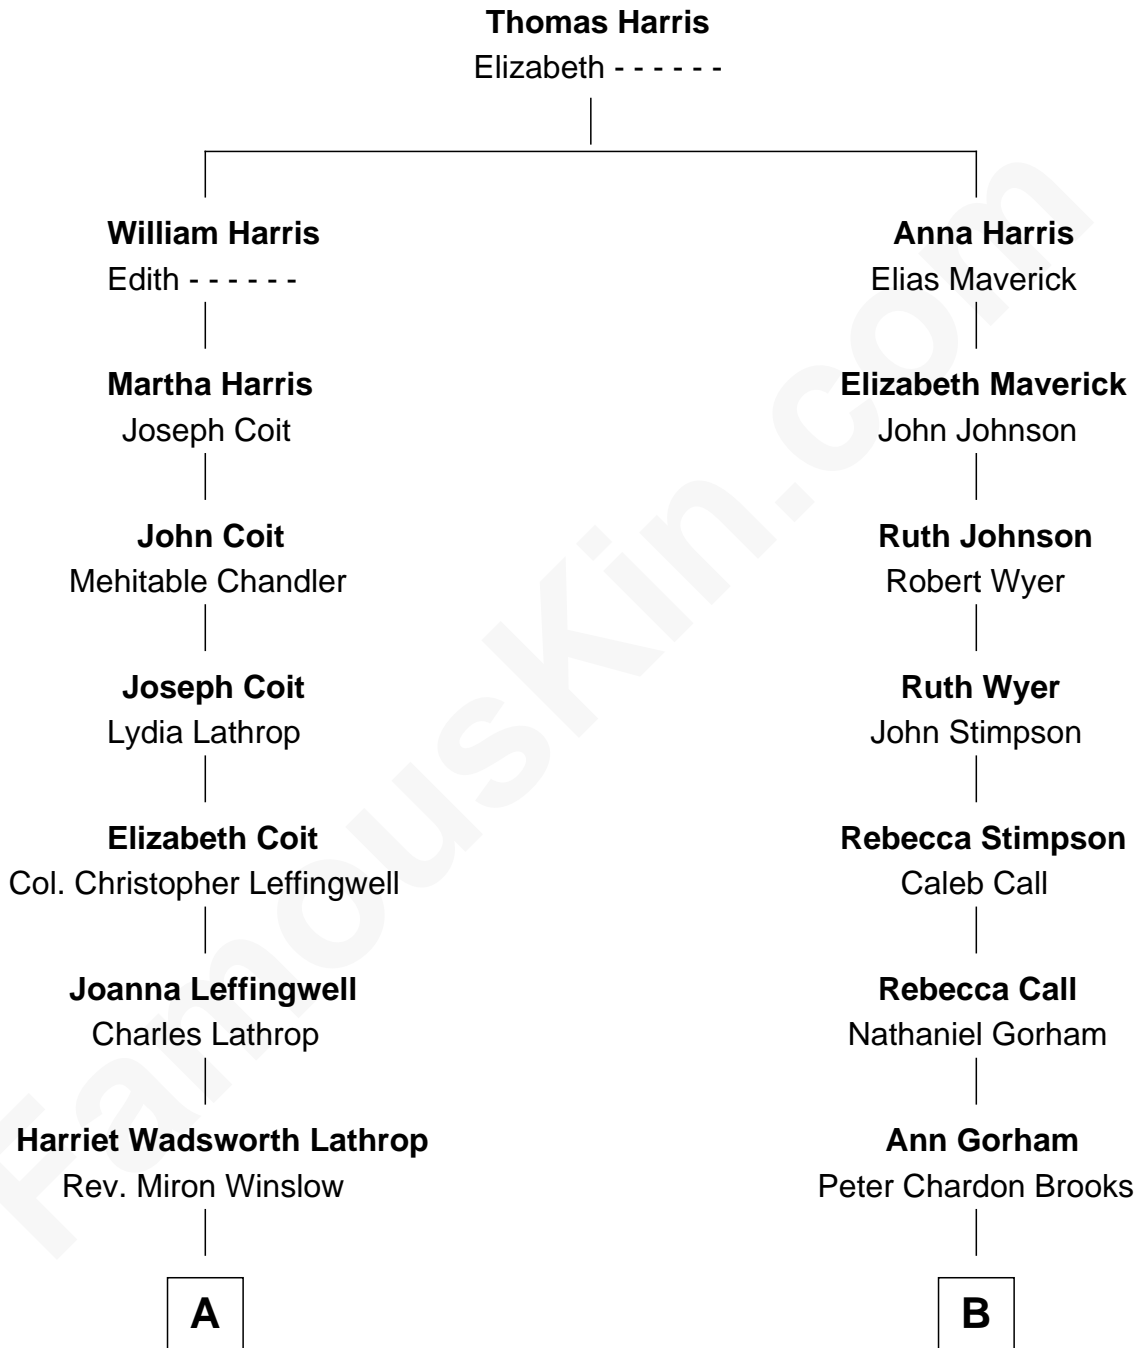 Thomas Harris
Elizabeth - - - - - -
William Harris
Edith - - - - - -
Anna Harris
Elias Maverick
Martha Harris
Joseph Coit
Elizabeth Maverick
John Johnson
John Coit
Mehitable Chandler
Ruth Johnson
Robert Wyer
Joseph Coit
Lydia Lathrop
Ruth Wyer
John Stimpson
Elizabeth Coit
Col. Christopher Leffingwell
Rebecca Stimpson
Caleb Call
Joanna Leffingwell
Charles Lathrop
Rebecca Call
Nathaniel Gorham
Harriet Wadsworth Lathrop
Rev. Miron Winslow
Ann Gorham
Peter Chardon Brooks
A
B
FamousKin.com